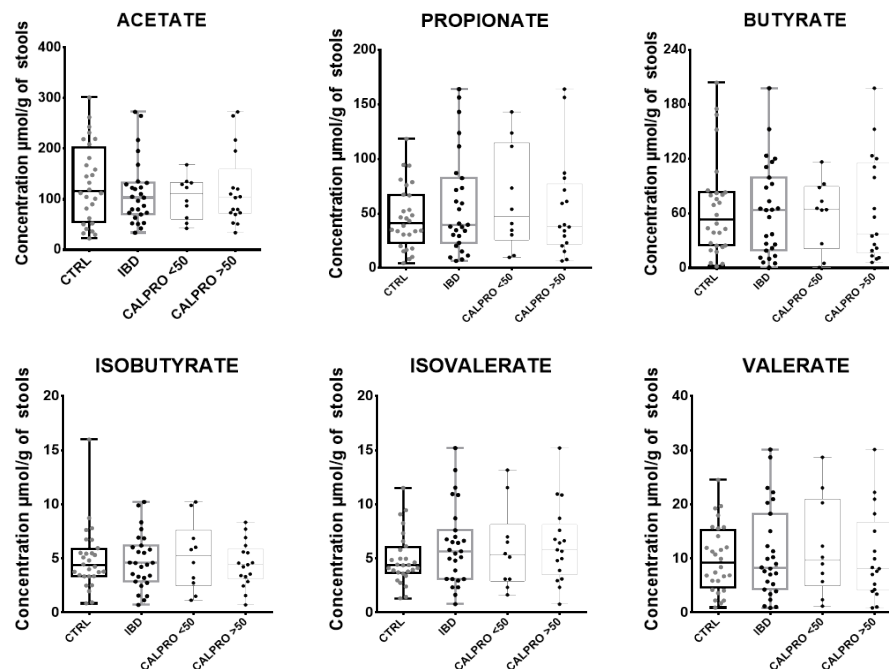 ACETATE
Concentration µmol/g of stools
400
300
200
100
0
CTRL
IBD
CALPRO <50
CALPRO >50
PROPIONATE
Concentration µmol/g of stools
200
150
100
50
0
CTRL
IBD
CALPRO <50
CALPRO >50
BUTYRATE
Concentration µmol/g of stools
240
180
120
60
0
CTRL
IBD
CALPRO <50
CALPRO >50
ISOBUTYRATE
Concentration µmol/g of stools
20
15
10
5
0
CTRL
IBD
CALPRO <50
CALPRO >50
ISOVALERATE
Concentration µmol/g of stools
20
15
10
5
0
CTRL
IBD
CALPRO <50
CALPRO >50
VALERATE
Concentration µmol/g of stools
40
30
20
10
0
CTRL
IBD
CALPRO <50
CALPRO >50